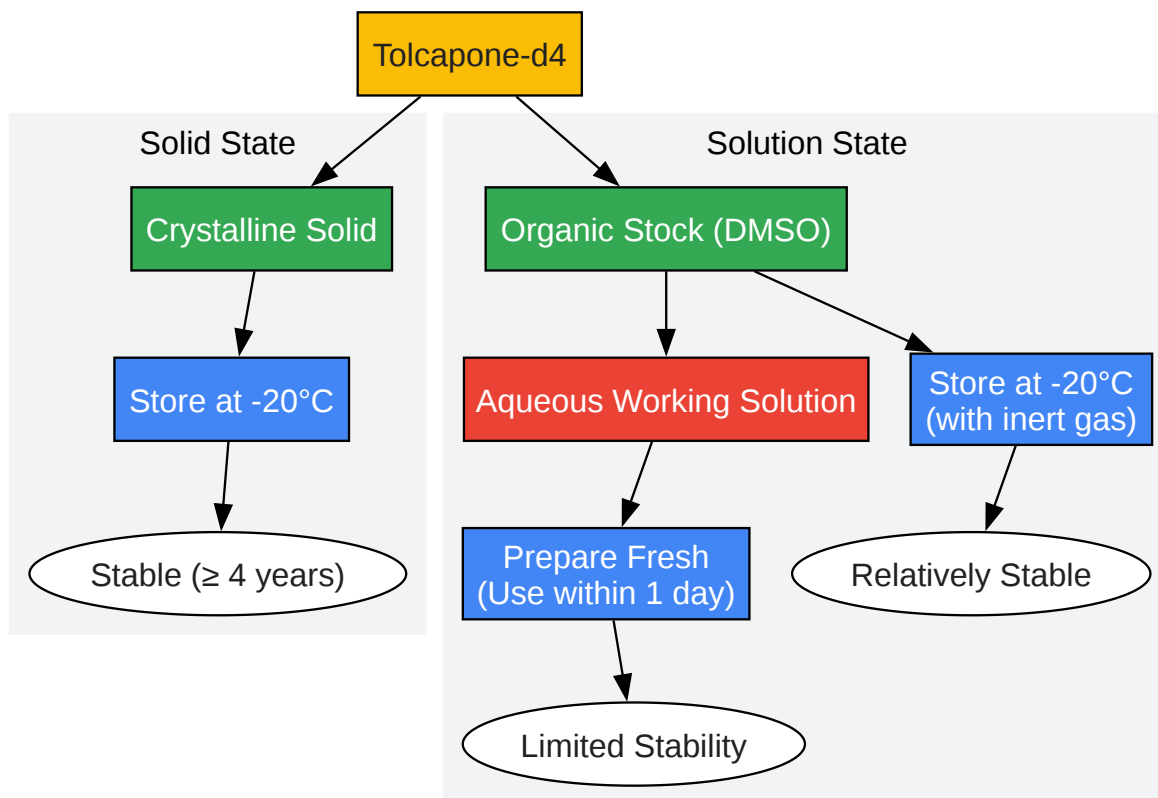 Tolcapone-d4
Solid State
Solution State
Crystalline Solid
Organic Stock (DMSO)
Store at -20°C
Aqueous Working Solution
Store at -20°C
(with inert gas)
Stable (≥ 4 years)
Prepare Fresh
(Use within 1 day)
Relatively Stable
Limited Stability